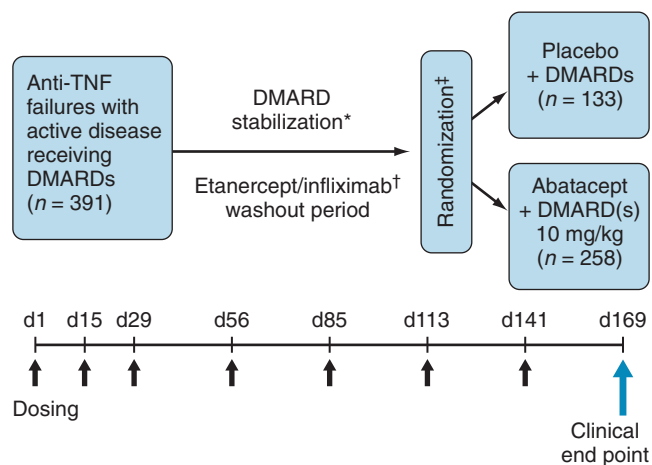 Anti-TNF
failures with
active disease
receiving
DMARDs
(n = 391)
DMARD
stabilization*
Etanercept/infliximab†
washout period
Randomization‡
Placebo
+ DMARDs
(n = 133)
Abatacept
+ DMARD(s)
10 mg/kg
(n = 258)
d1 d15 d29 d56 d85 d113 d141 d169
Dosing
Clinical
end point